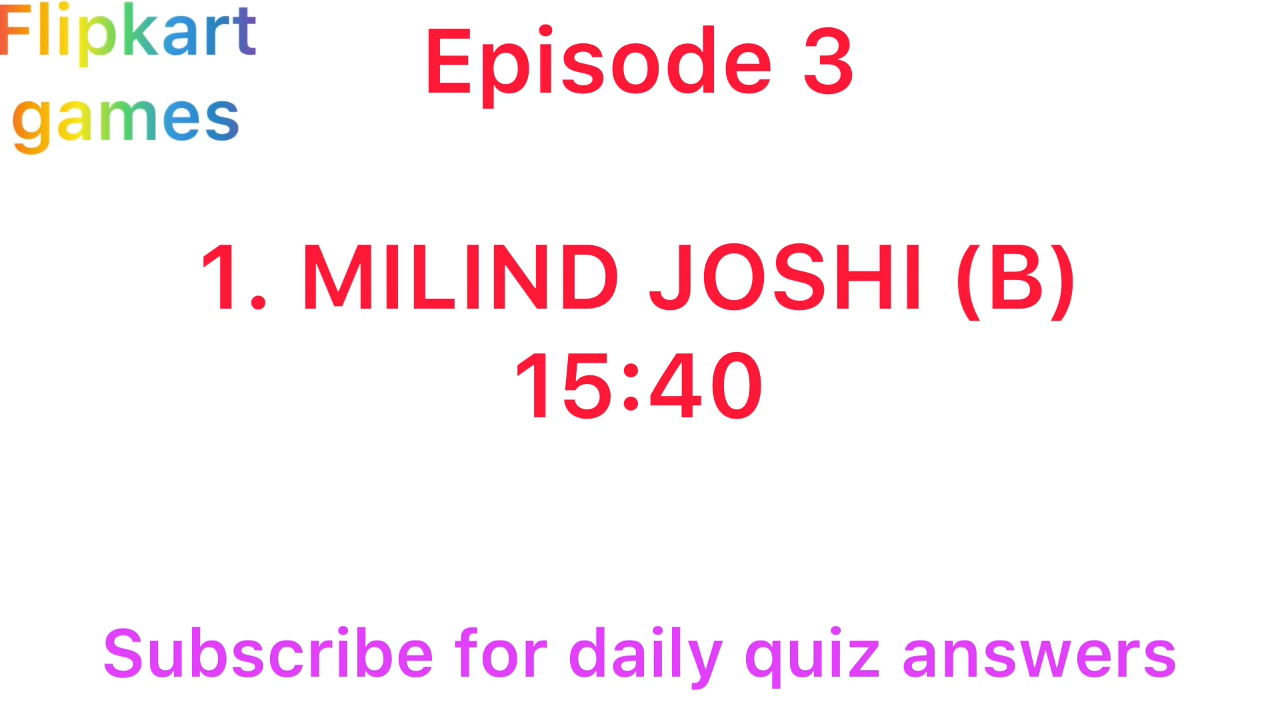 Flipkart
games
Episode 3
1. MILIND JOSHI (B)
15:40
Subscribe for daily quiz answers